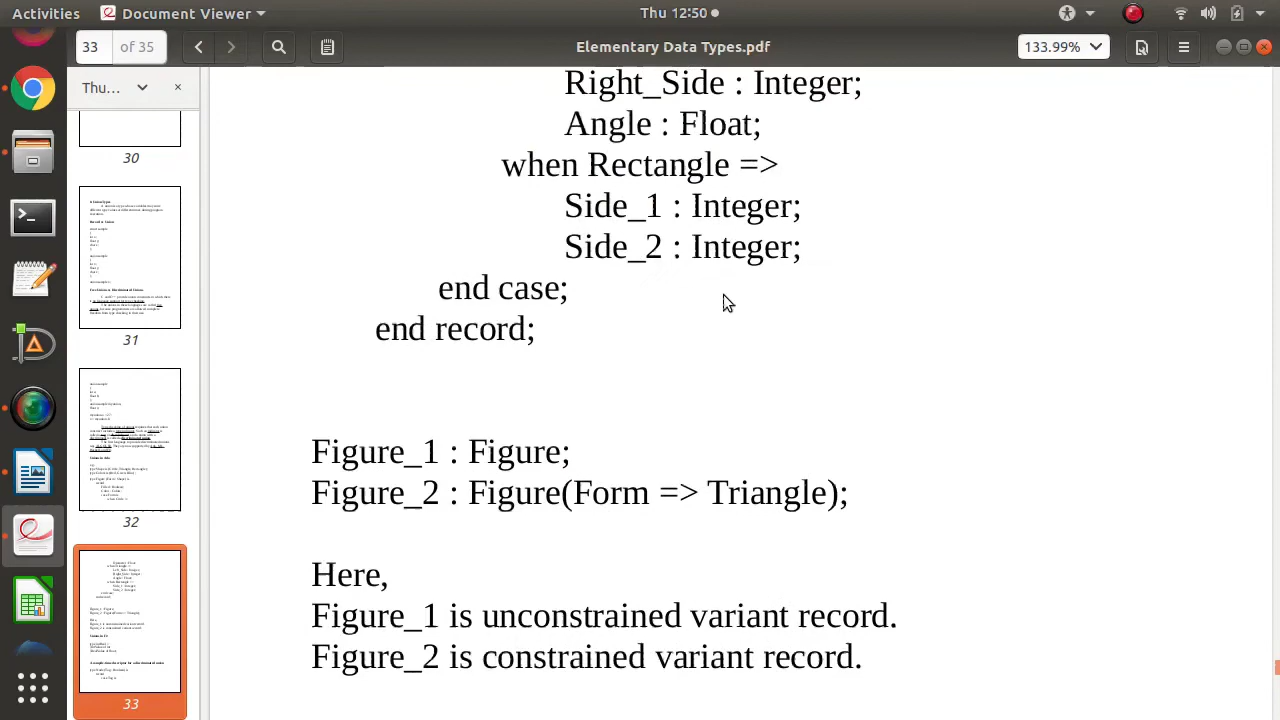 Activities
Document Viewer
Thu 12:50
33
of 35
Elementary Data Types.pdf
133.99%
Thu...
30
31
32
33
Right_Side : Integer;
Angle : Float;
when Rectangle =>
Side_1 : Integer;
Side_2 : Integer;
end case;
end record;
Figure_1 : Figure;
Figure_2 : Figure(Form => Triangle);
Here,
Figure_1 is unconstrained variant record.
Figure_2 is constrained variant record.